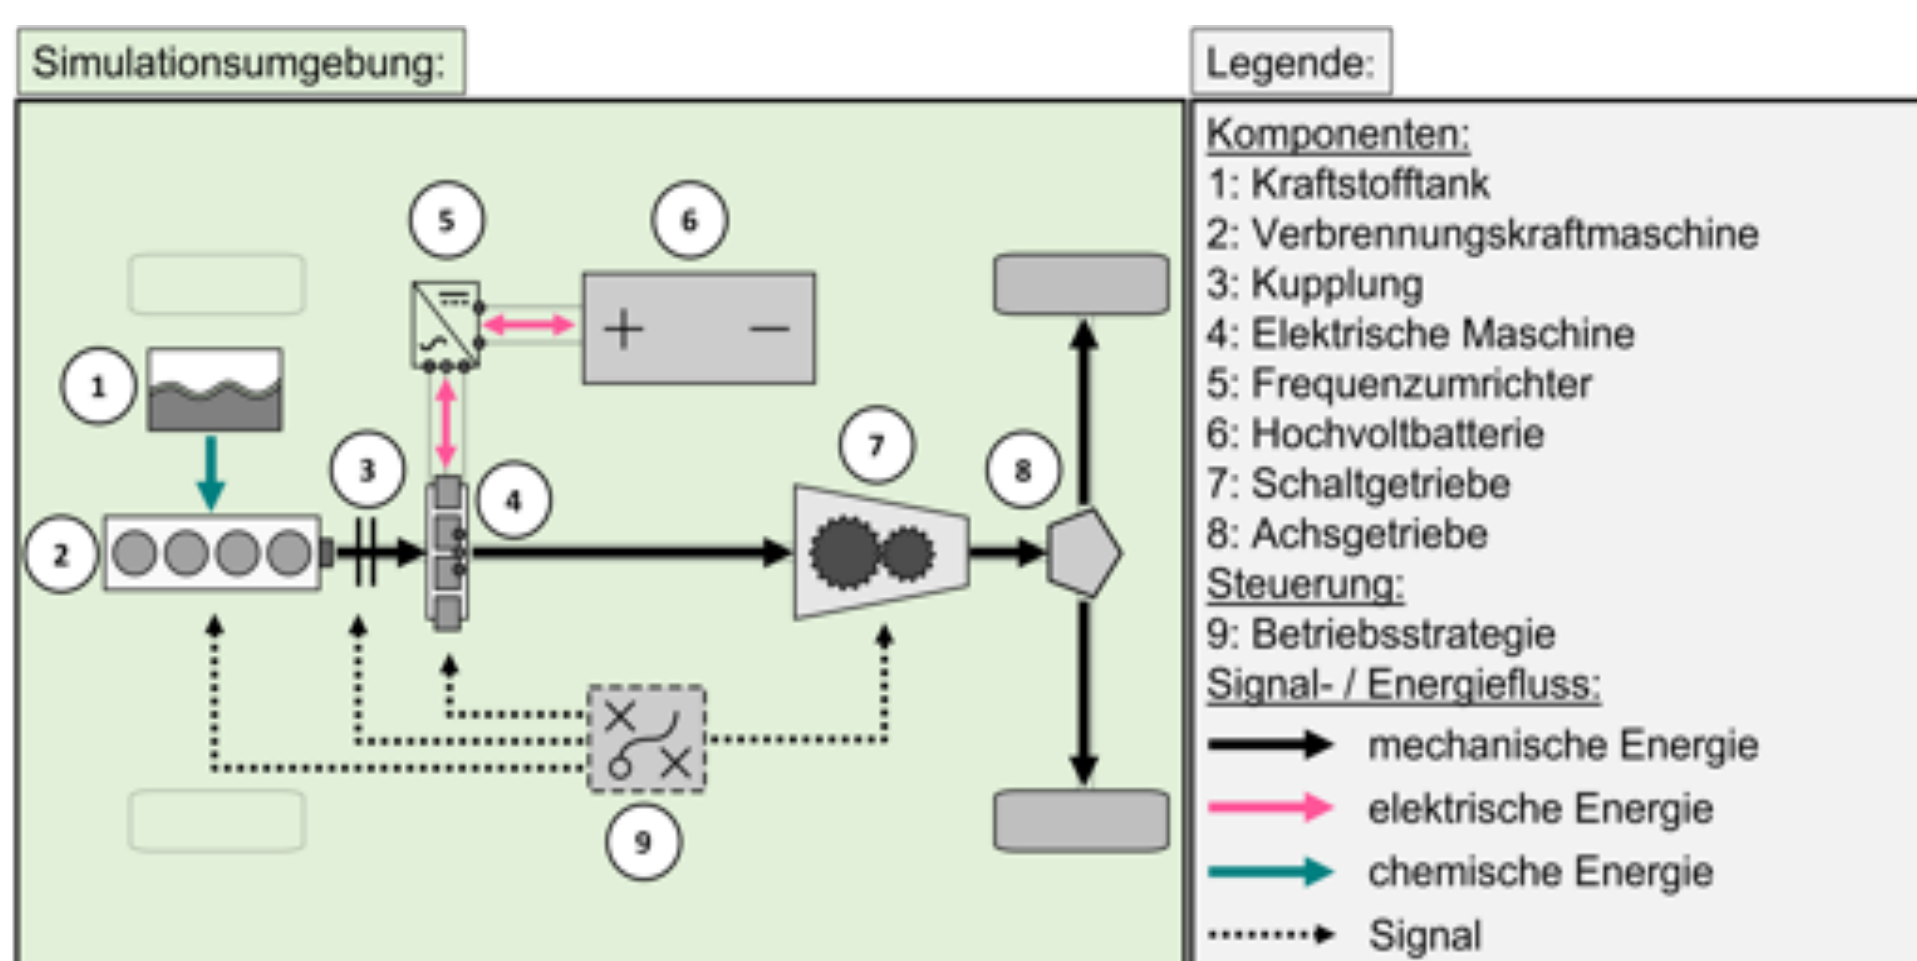 Simulationsumgebung:
Legende:
5
6
1
3
4
7
8
2
9
+ −
Komponenten:
1: Kraftstofftank
2: Verbrennungskraftmaschine
3: Kupplung
4: Elektrische Maschine
5: Frequenzumrichter
6: Hochvoltbatterie
7: Schaltgetriebe
8: Achsgetriebe
Steuerung:
9: Betriebsstrategie
Signal- / Energiefluss:
mechanische Energie
elektrische Energie
chemische Energie
Signal